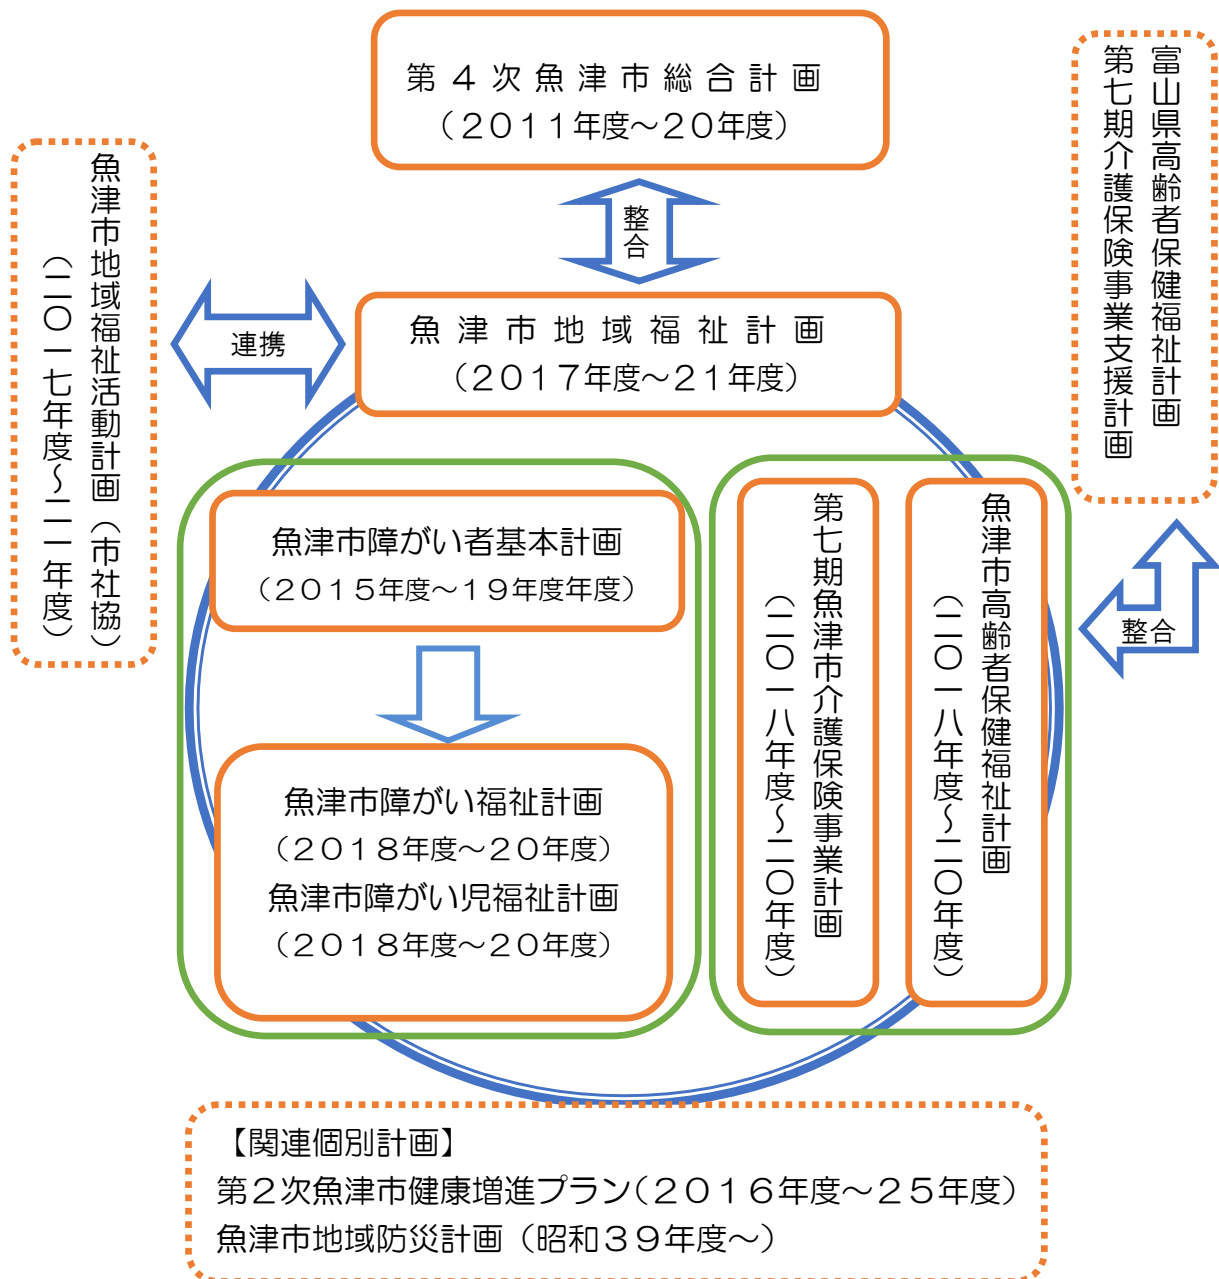 第４次魚津市総合計画
（２０１１年度～２０年度）
富山県高齢者保健福祉計画
第七期介護保険事業支援計画
整合
魚津市地域福祉活動計画（市社協）
（二〇一七年度～二一年度）
連携
魚津市地域福祉計画
（２０１７年度～２１年度）
魚津市障がい者基本計画
（２０１５年度～１９年度年度）
魚津市障がい福祉計画
（２０１８年度～２０年度）
魚津市障がい児福祉計画
（２０１８年度～２０年度）
魚津市高齢者保健福祉計画
（二〇一八年度～二〇年度）
第七期魚津市介護保険事業計画
（二〇一八年度～二〇年度）
整合
【関連個別計画】
第２次魚津市健康増進プラン（２０１６年度～２５年度）
魚津市地域防災計画（昭和３９年度～）